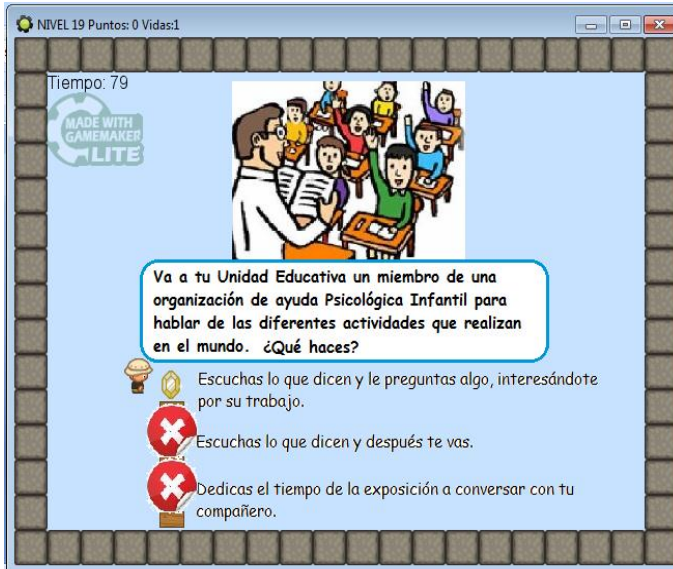 NIVEL 19 Puntos: 0 Vidas:1
Tiempo: 79
MADE WITH
GAMEMAKER
LITE
Va a tu Unidad Educativa un miembro de una
organización de ayuda Psicológica Infantil para
hablar de las diferentes actividades que realizan
en el mundo. ¿Qué haces?
Escuchas lo que dicen y le preguntas algo, interesándote
por su trabajo.
Escuchas lo que dicen y después te vas.
Dedicas el tiempo de la exposición a conversar con tu
compañero.